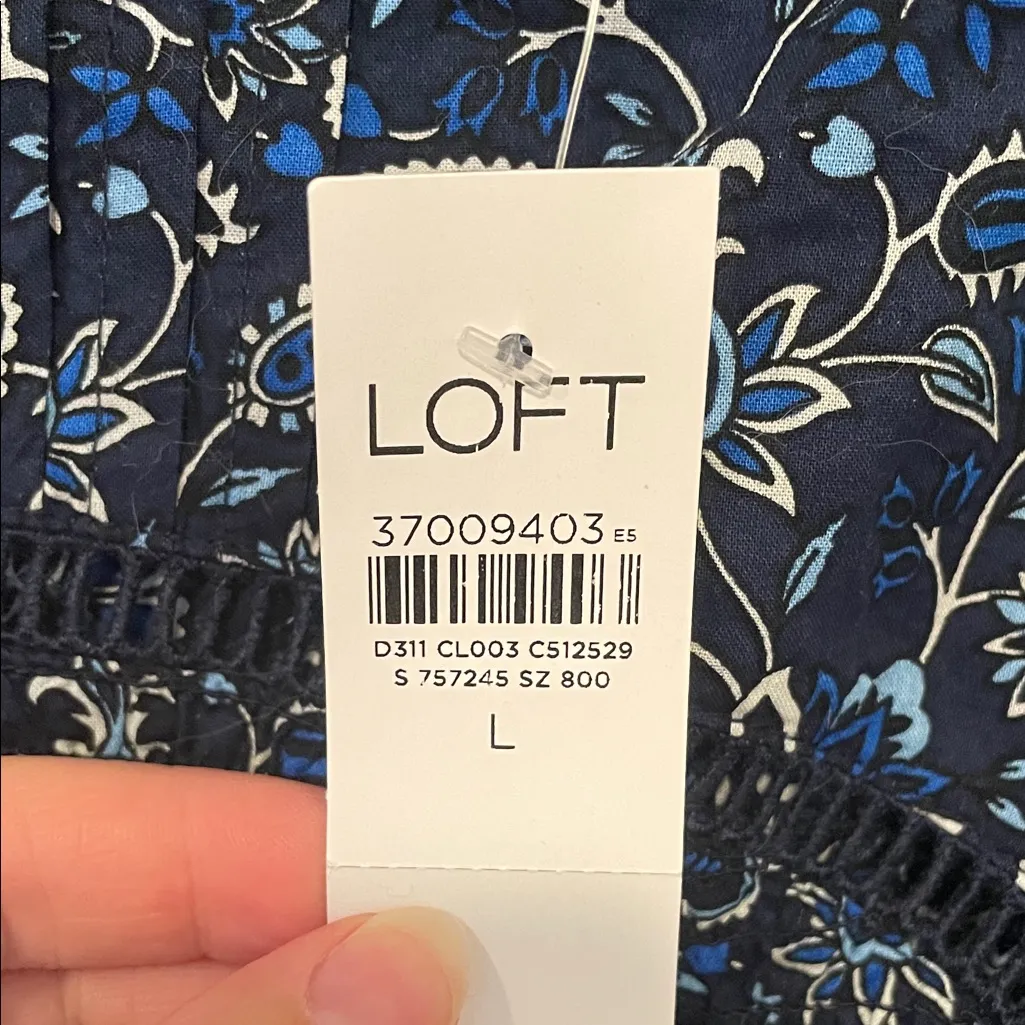 LOFT
37009403 E5
D311 CL003 C512529
S 757245 SZ 800
L